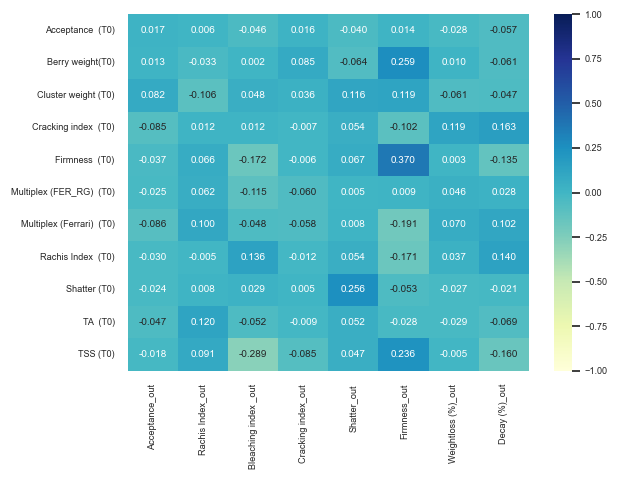 Acceptance (T0) 0.017 0.006 -0.046 0.016 -0.040 0.014 -0.028 -0.057
Berry weight(T0) 0.013 -0.033 0.002 0.085 -0.064 0.259 0.010 -0.061
Cluster weight (T0) 0.082 -0.106 0.048 0.036 0.116 0.119 -0.061 -0.047
Cracking index (T0) -0.085 0.012 0.012 -0.007 0.054 -0.102 0.119 0.163
Firmness (T0) -0.037 0.066 -0.172 -0.006 0.067 0.370 0.003 -0.135
Multiplex (FER_RG) (T0) -0.025 0.062 -0.115 -0.060 0.005 0.009 0.046 0.028
Multiplex (Ferrari) (T0) -0.086 0.100 -0.048 -0.058 0.008 -0.191 0.070 0.102
Rachis Index (T0) -0.030 -0.005 0.136 -0.012 0.054 -0.171 0.037 0.140
Shatter (T0) -0.024 0.008 0.029 0.005 0.256 -0.053 -0.027 -0.021
TA (T0) -0.047 0.120 -0.052 -0.009 0.052 -0.028 -0.029 -0.069
TSS (T0) -0.018 0.091 -0.289 -0.085 0.047 0.236 -0.005 -0.160
Acceptance_out
Rachis Index_out
Bleaching index _out
Cracking index_out
Shatter_out
Firmness_out
Weightloss (%)_out
Decay (%)_out
1.00
0.75
0.50
0.25
0.00
−0.25
−0.50
−0.75
−1.00